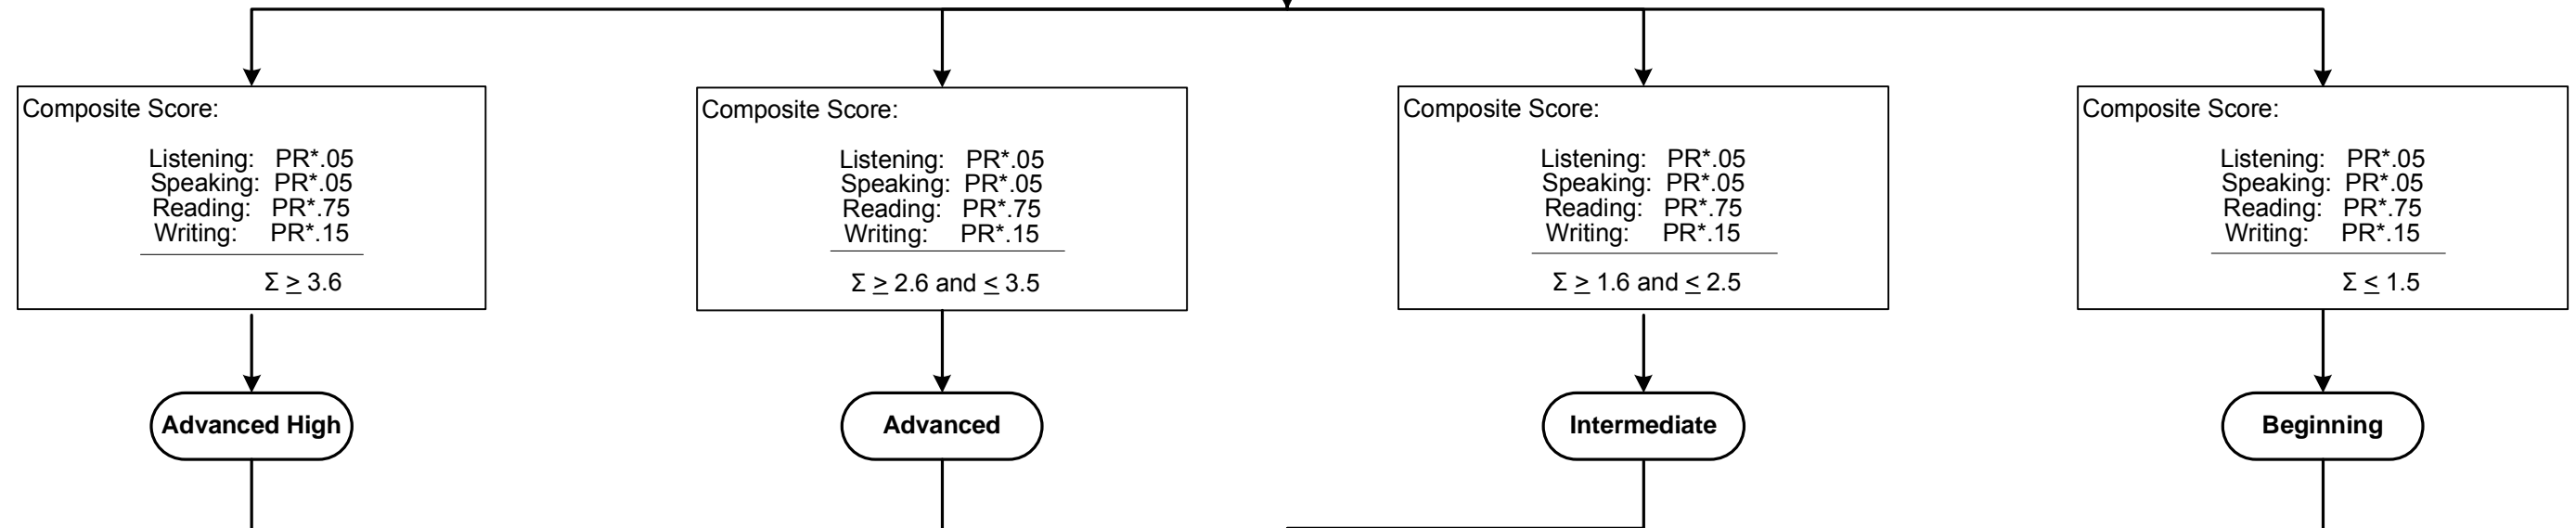 Composite Score:
Listening: PR*.05
Speaking: PR*.05
Reading: PR*.75
Writing: PR*.15
Σ ≥ 3.6
Advanced High
Composite Score:
Listening: PR*.05
Speaking: PR*.05
Reading: PR*.75
Writing: PR*.15
Σ ≥ 2.6 and ≤ 3.5
Advanced
Composite Score:
Listening: PR*.05
Speaking: PR*.05
Reading: PR*.75
Writing: PR*.15
Σ ≥ 1.6 and ≤ 2.5
Intermediate
Composite Score:
Listening: PR*.05
Speaking: PR*.05
Reading: PR*.75
Writing: PR*.15
Σ ≤ 1.5
Beginning